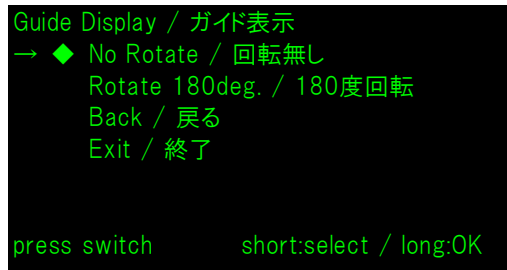 Guide Display / ガイド表示
→ ◆ No Rotate / 回転無し
Rotate 180deg. / 180度回転
Back / 戻る
Exit / 終了
press switch short:select / long:OK